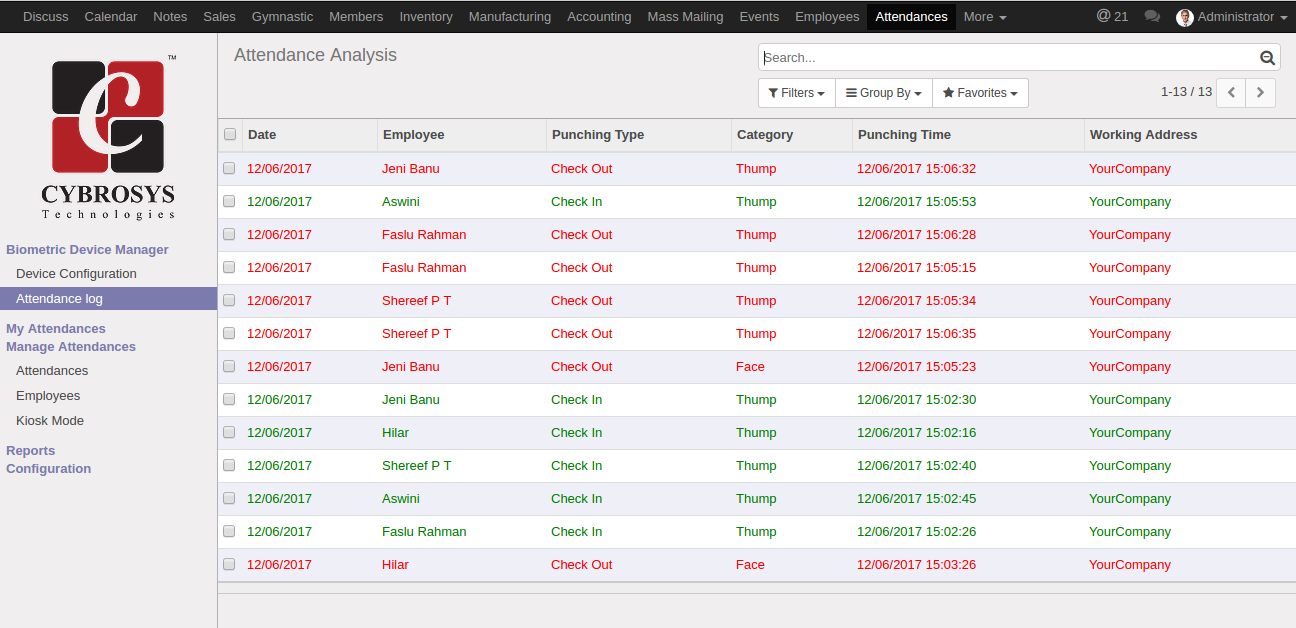 Discuss Calendar Notes Sales Gymnastic Members Inventory Manufacturing Accounting Mass Mailing Events Employees Attendances More @ 21 Administrator
™
CYBROSYS
Technologies
Biometric Device Manager
Device Configuration
Attendance log
My Attendances
Manage Attendances
Attendances
Employees
Kiosk Mode
Reports
Configuration
Attendance Analysis
Search...
Filters Group By Favorites 1-13 / 13
Date Employee Punching Type Category Punching Time Working Address
12/06/2017 Jeni Banu Check Out Thump 12/06/2017 15:06:32 YourCompany
12/06/2017 Aswini Check In Thump 12/06/2017 15:05:53 YourCompany
12/06/2017 Faslu Rahman Check Out Thump 12/06/2017 15:06:28 YourCompany
12/06/2017 Faslu Rahman Check Out Thump 12/06/2017 15:05:15 YourCompany
12/06/2017 Shereef P T Check Out Thump 12/06/2017 15:05:34 YourCompany
12/06/2017 Shereef P T Check Out Thump 12/06/2017 15:06:35 YourCompany
12/06/2017 Jeni Banu Check Out Face 12/06/2017 15:05:23 YourCompany
12/06/2017 Jeni Banu Check In Thump 12/06/2017 15:02:30 YourCompany
12/06/2017 Hilar Check In Thump 12/06/2017 15:02:16 YourCompany
12/06/2017 Shereef P T Check In Thump 12/06/2017 15:02:40 YourCompany
12/06/2017 Aswini Check In Thump 12/06/2017 15:02:45 YourCompany
12/06/2017 Faslu Rahman Check In Thump 12/06/2017 15:02:26 YourCompany
12/06/2017 Hilar Check Out Face 12/06/2017 15:03:26 YourCompany